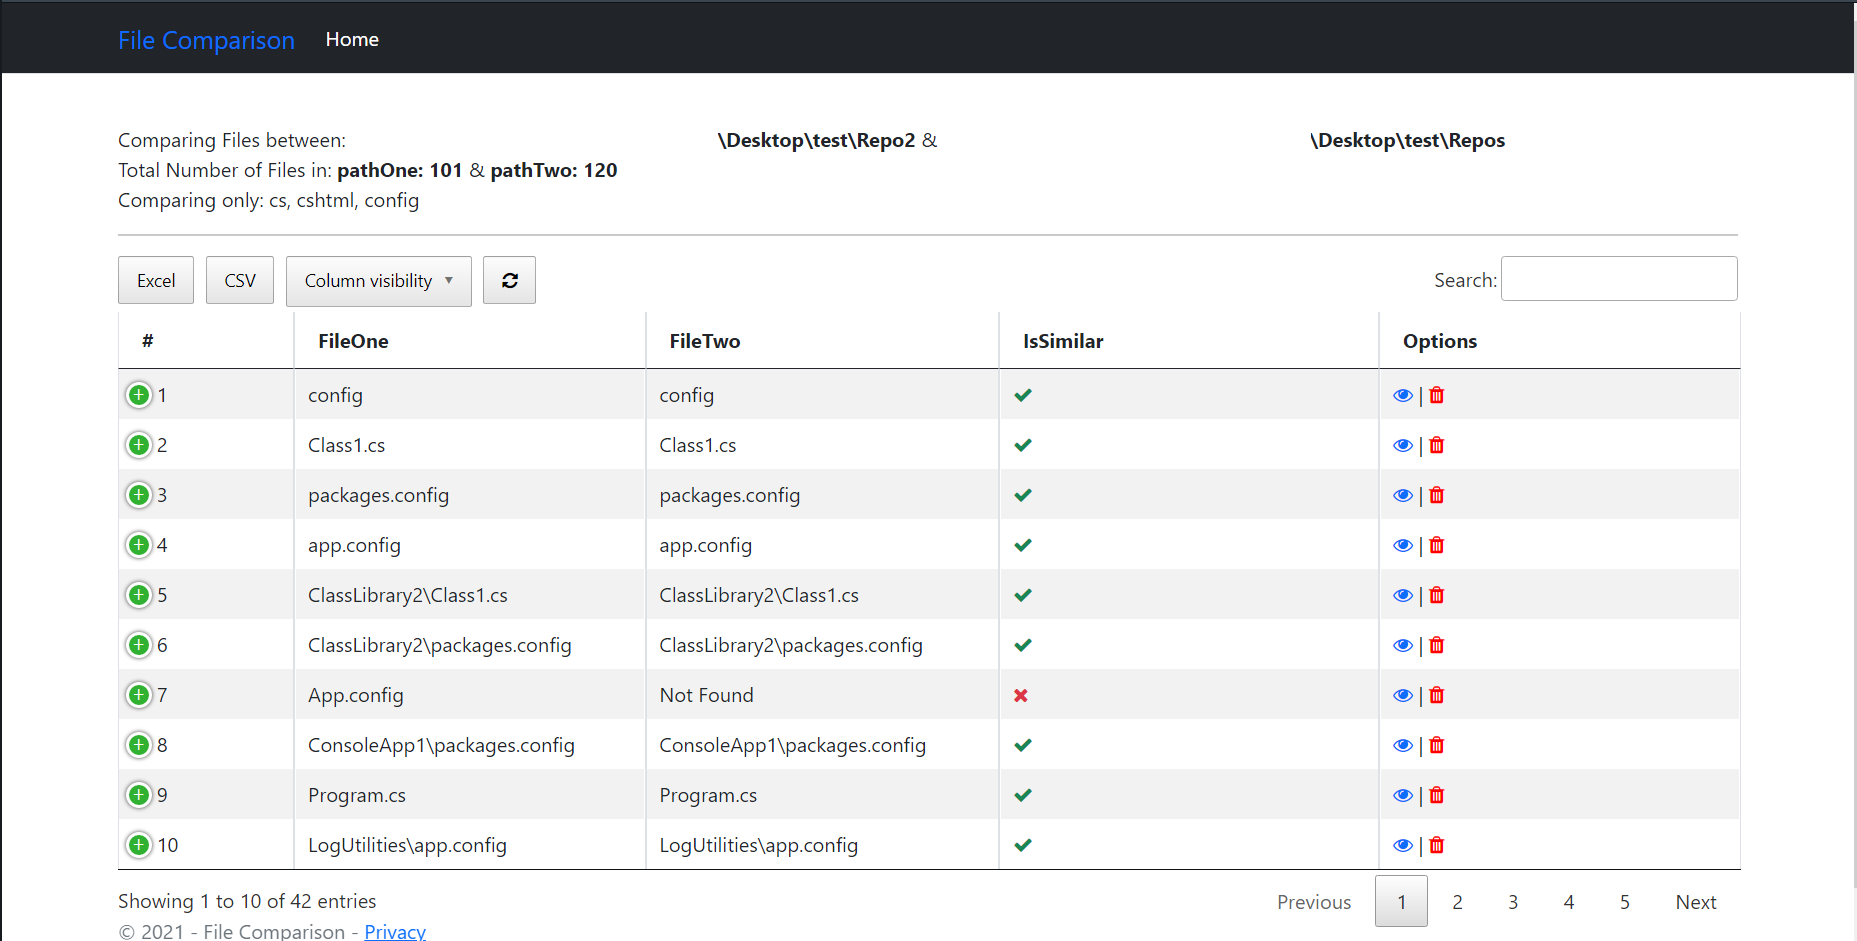 File Comparison Home
Comparing Files between: \Desktop\test\Repo2 & \Desktop\test\Repos
Total Number of Files in: pathOne: 101 & pathTwo: 120
Comparing only: cs, cshtml, config
Excel CSV Column visibility Search:
# FileOne FileTwo IsSimilar Options
1 config config |
2 Class1.cs Class1.cs |
3 packages.config packages.config |
4 app.config app.config |
5 ClassLibrary2\Class1.cs ClassLibrary2\Class1.cs |
6 ClassLibrary2\packages.config ClassLibrary2\packages.config |
7 App.config Not Found |
8 ConsoleApp1\packages.config ConsoleApp1\packages.config |
9 Program.cs Program.cs |
10 LogUtilities\app.config LogUtilities\app.config |
Showing 1 to 10 of 42 entries Previous 1 2 3 4 5 Next
© 2021 - File Comparison - Privacy